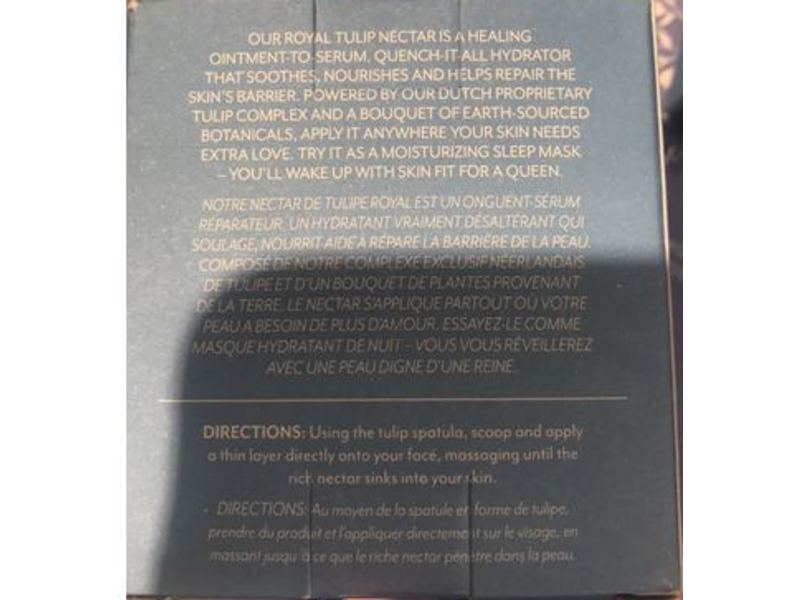 OUR ROYAL TULIP NECTAR IS A HEALING
OINTMENT-TO-SERUM, QUENCH-IT-ALL HYDRATOR
THAT SOOTHES, NOURISHES AND HELPS REPAIR THE
SKIN'S BARRIER. POWERED BY OUR DUTCH PROPRIETARY
TULIP COMPLEX AND A BOUQUET OF EARTH-SOURCED
BOTANICALS, APPLY IT ANYWHERE YOUR SKIN NEEDS
EXTRA LOVE. TRY IT AS A MOISTURIZING SLEEP MASK
– YOU'LL WAKE UP WITH SKIN FIT FOR A QUEEN.
NOTRE NECTAR DE TULIPE ROYAL EST UN ONGUENT-SÉRUM
RÉPARATEUR, UN HYDRATANT VRAIMENT DÉSALTÉRANT QUI
SOULAGE, NOURRIT AIDE A RÉPARE LA BARRIÈRE DE LA PEAU.
COMPOSÉ DE NOTRE COMPLEXE EXCLUSIF NÉERLANDAIS
DE TULIPE ET D'UN BOUQUET DE PLANTES PROVENANT
DE LA TERRE. LE NECTAR S'APPLIQUE PARTOUT OÙ VOTRE
PEAU A BESOIN DE PLUS D'AMOUR. ESSAYEZ-LE COMME
MASQUE HYDRATANT DE NUIT – VOUS VOUS RÉVEILLEREZ
AVEC UNE PEAU DIGNE D'UNE REINE.
DIRECTIONS: Using the tulip spatula, scoop and apply
a thin layer directly onto your face, massaging until the
rich nectar sinks into your skin.
DIRECTIONS: Au moyen de la spatule en forme de tulipe,
prendre du produit et l'appliquer directement sur le visage, en
massant jusqu'à ce que le riche nectar pénètre dans la peau.